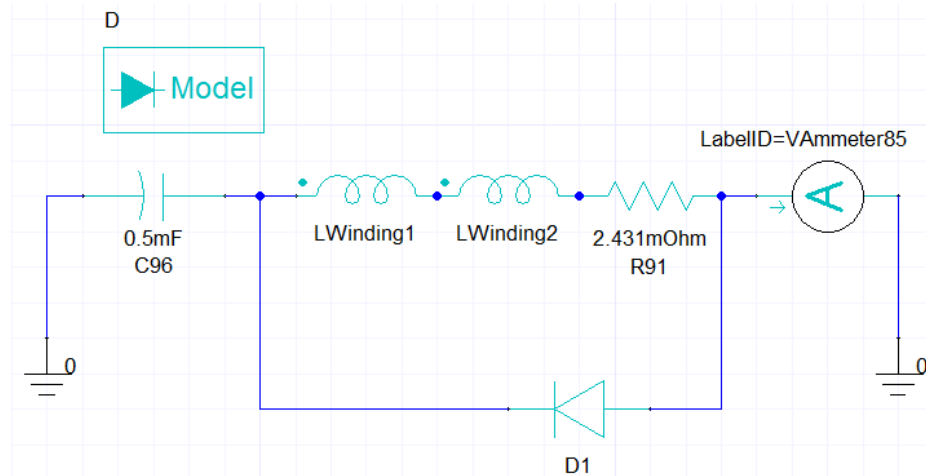 D
Model
LabelID=VAmmeter85
A
0.5mF
C96
LWinding1
LWinding2
2.431mOhm
R91
0
0
D1